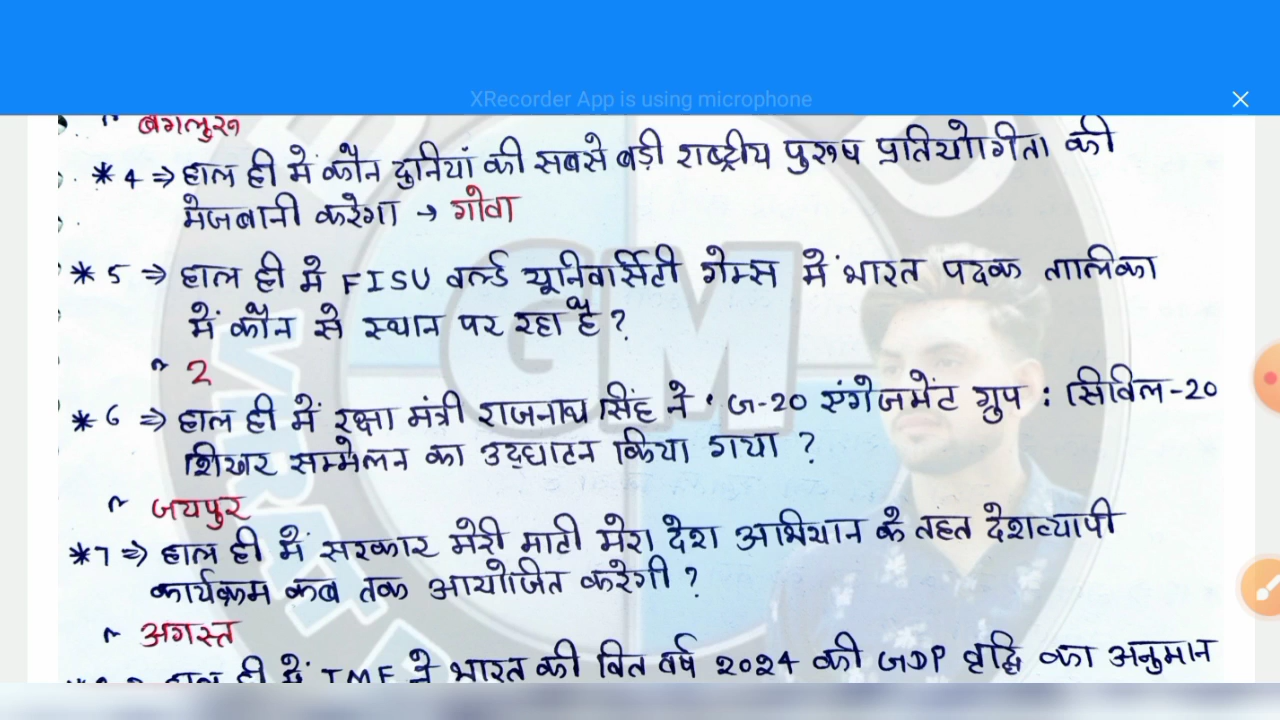 XRecorder App is using microphone
बंगलुरू
*4 ⇒ हाल ही में कौन दुनियां की सबसे बड़ी राष्ट्रीय पुरुष प्रतियोगिता की
मेजबानी करेगा → गोवा
*5 ⇒ हाल ही मे FISU वर्ल्ड यूनिवार्सिटी गेम्स में भारत पदक तालिका
में कौन से स्थान पर रहा है ?
2
*6 ⇒ हाल ही में रक्षा मंत्री राजनाथ सिंह ने ' ज-20 एंगेजमेंट ग्रुप : सिविल-20
शिखर सम्मेलन का उद्घाटन किया गया ?
जयपुर
*7 ⇒ हाल ही में सरकार मेरी माटी मेरा देश अभियान के तहत देशव्यापी
कार्यक्रम कब तक आयोजित करेगी ?
अगस्त
हाल ही में IMF ने भारत की वित वर्ष 2024 की GDP वृद्धि का अनुमान
GM